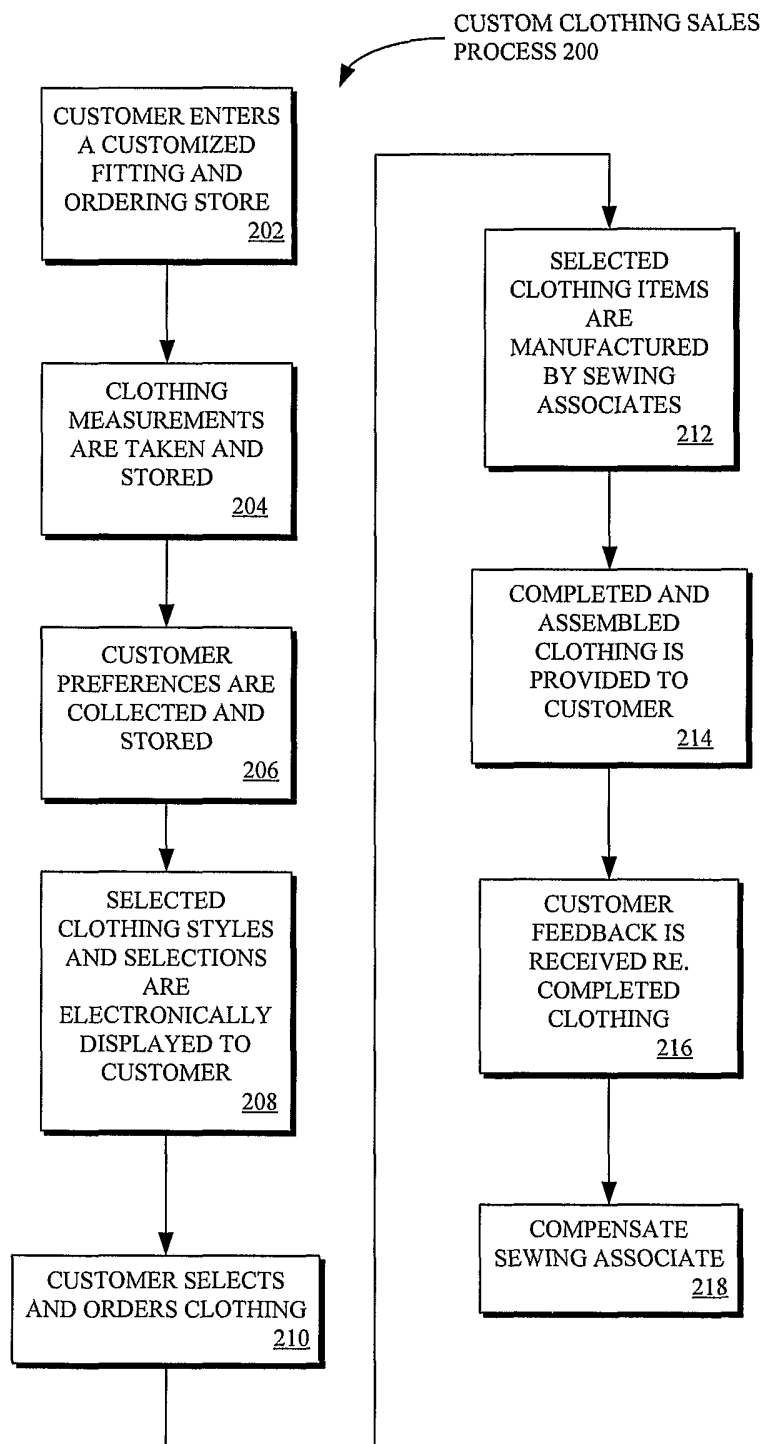 CUSTOM CLOTHING SALES
PROCESS 200
CUSTOMER ENTERS
A CUSTOMIZED
FITTING AND
ORDERING STORE
202
CLOTHING
MEASUREMENTS
ARE TAKEN AND
STORED
204
CUSTOMER
PREFERENCES ARE
COLLECTED AND
STORED
206
SELECTED
CLOTHING STYLES
AND SELECTIONS
ARE
ELECTRONICALLY
DISPLAYED TO
CUSTOMER
208
CUSTOMER SELECTS
AND ORDERS CLOTHING
210
SELECTED
CLOTHING ITEMS
ARE
MANUFACTURED
BY SEWING
ASSOCIATES
212
COMPLETED AND
ASSEMBLED
CLOTHING IS
PROVIDED TO
CUSTOMER
214
CUSTOMER
FEEDBACK IS
RECEIVED RE.
COMPLETED
CLOTHING
216
COMPENSATE
SEWING ASSOCIATE
218